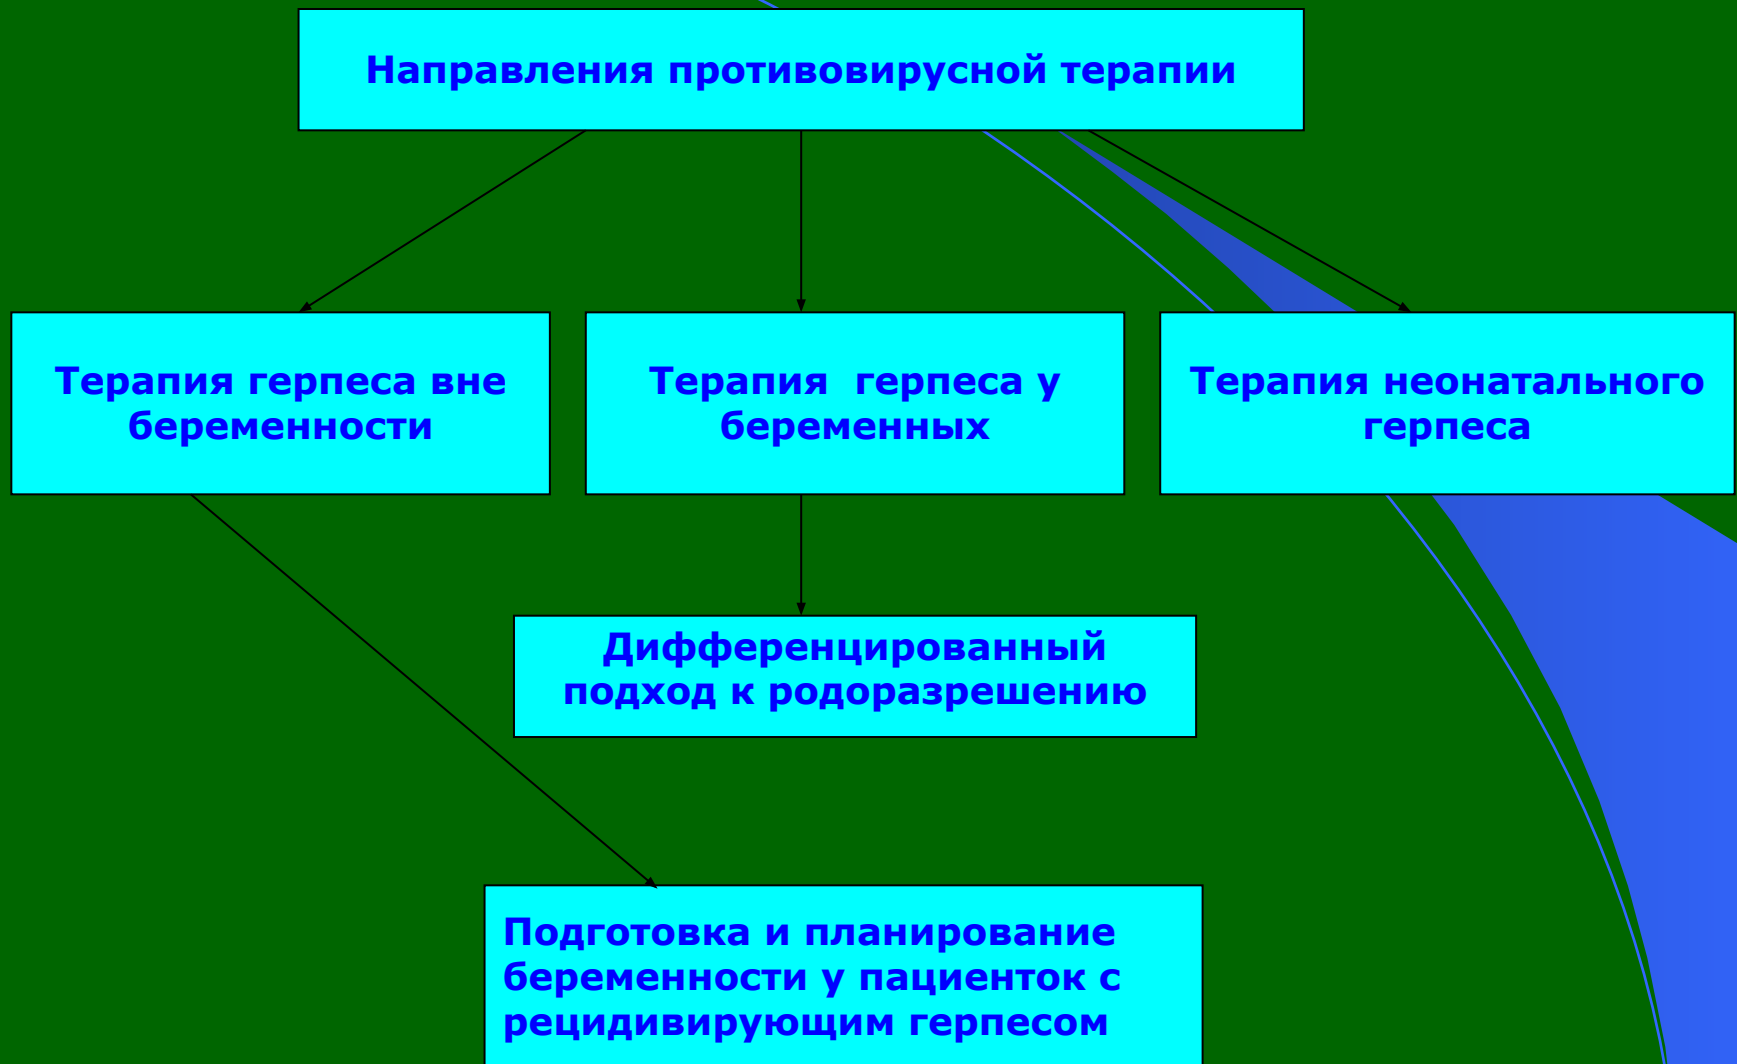 Направления противовирусной терапии
Терапия герпеса вне
беременности
Терапия герпеса у
беременных
Терапия неонатального
герпеса
Дифференцированный
подход к родоразрешению
Подготовка и планирование
беременности у пациенток с
рецидивирующим герпесом